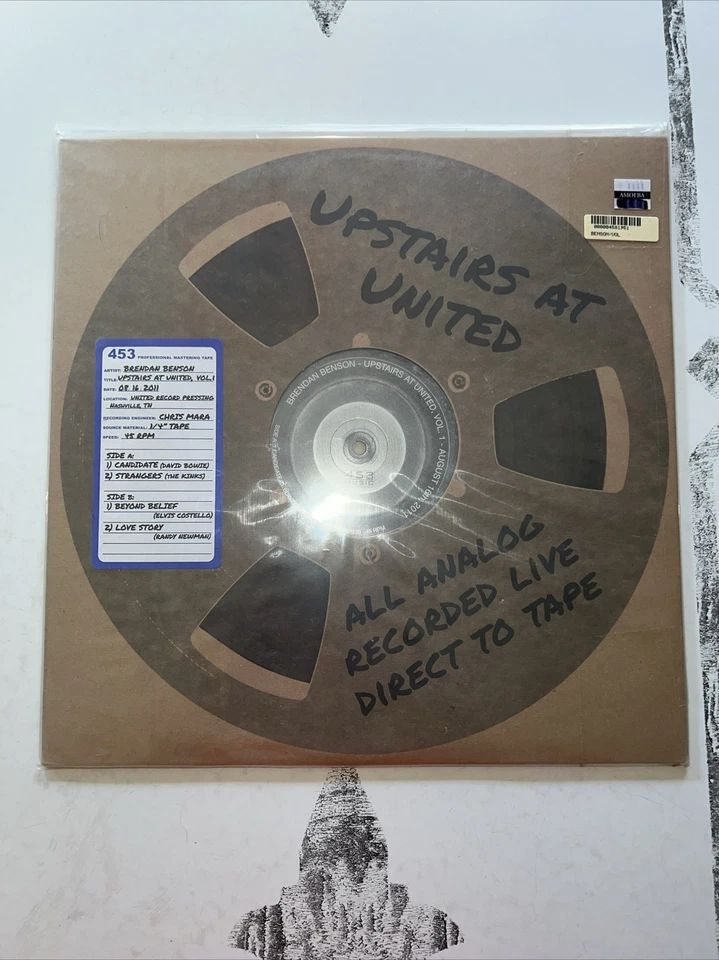 UPSTAIRS AT
UNITED
AMOEBA
BENSON-VOL
453 PROFESSIONAL MASTERING TAPE
ARTIST: BRENDAN BENSON
TITLE: UPSTAIRS AT UNITED, VOL.1
DATE: 08.16.2011
LOCATION: UNITED RECORD PRESSING
NASHVILLE, TN
RECORDING ENGINEER: CHRIS MARA
SOURCE MATERIAL: 1/4" TAPE
SPEED: 45 RPM
SIDE A:
1) CANDIDATE (DAVID BOWIE)
2) STRANGERS (THE KINKS)
SIDE B:
1) BEYOND BELIEF
(ELVIS COSTELLO)
2) LOVE STORY
(RANDY NEWMAN)
BRENDAN BENSON - UPSTAIRS AT UNITED, VOL. 1 - AUGUST
453
ALL ANALOG
RECORDED LIVE
DIRECT TO TAPE